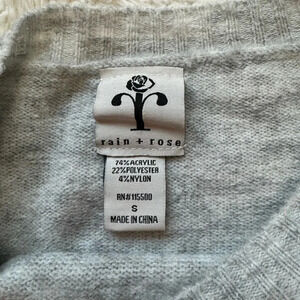 rain + rose
74% ACRYLIC
22% POLYESTER
4% NYLON
RN# 115500
S
MADE IN CHINA